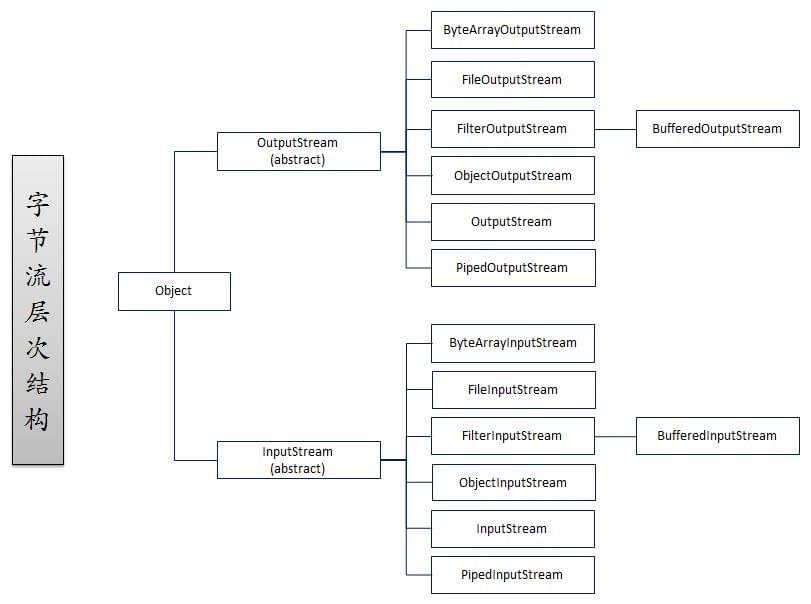 字节流层次结构
Object
OutputStream
(abstract)
ByteArrayOutputStream
FileOutputStream
FilterOutputStream
BufferedOutputStream
ObjectOutputStream
OutputStream
PipedOutputStream
InputStream
(abstract)
ByteArrayInputStream
FileInputStream
FilterInputStream
BufferedInputStream
ObjectInputStream
InputStream
PipedInputStream